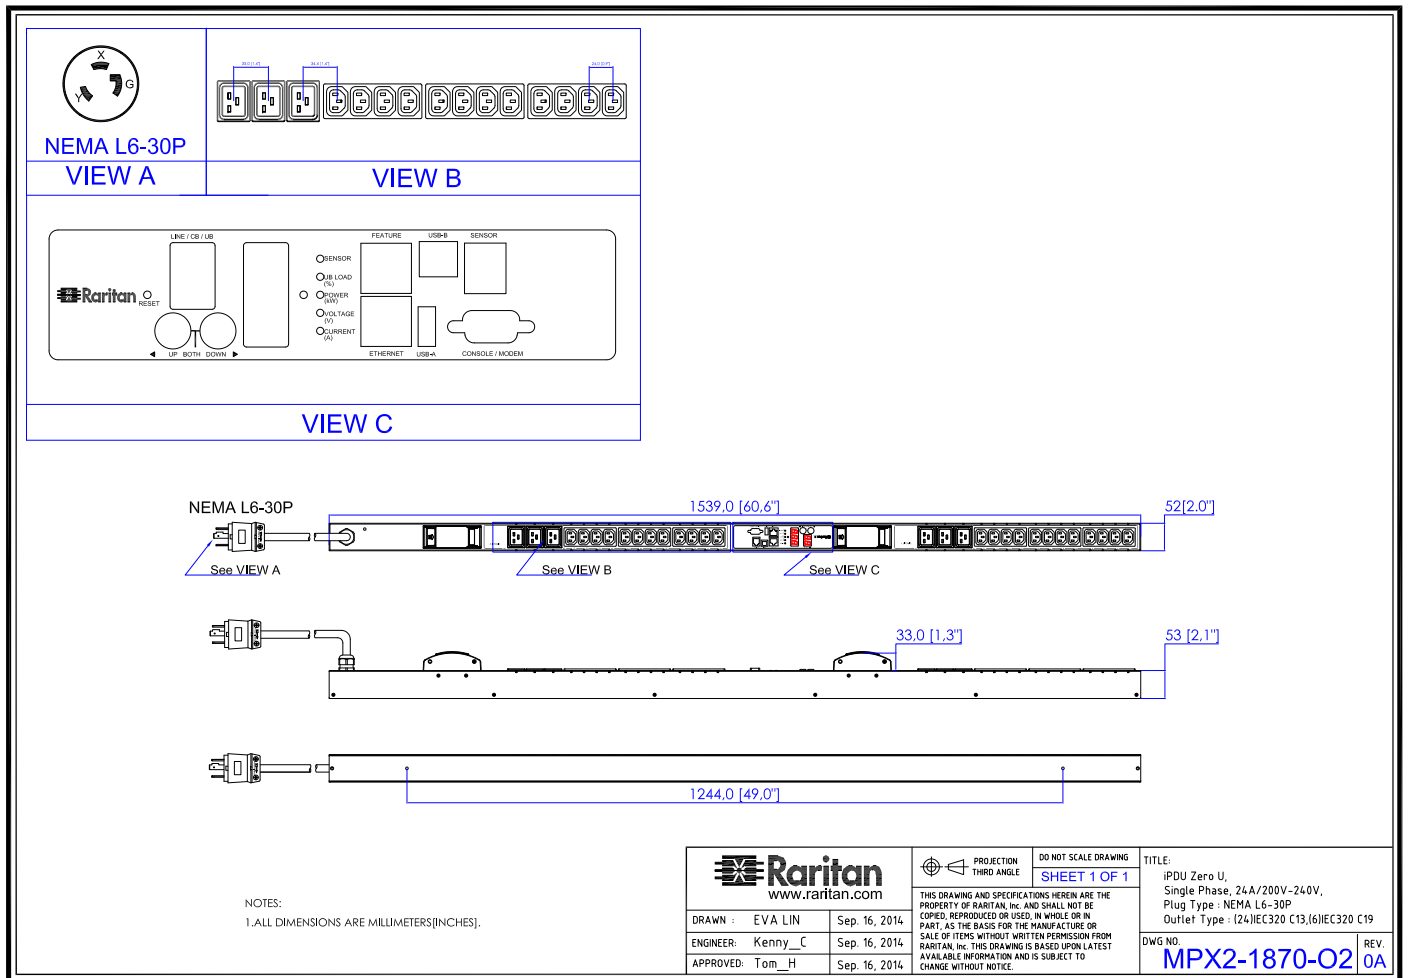 X
G
Y
NEMA L6-30P
VIEW A
VIEW B
LINE / CB / UB
FEATURE
USB-B
SENSOR
SENSOR
UB LOAD
(%)
POWER
(kW)
VOLTAGE
(V)
CURRENT
(A)
Raritan
RESET
UP BOTH DOWN
ETHERNET
USB-A
CONSOLE / MODEM
VIEW C
NEMA L6-30P
1539,0 [60,6"]
52[2.0"]
See VIEW A
See VIEW B
See VIEW C
33,0 [1,3"]
53 [2,1"]
1244,0 [49,0"]
NOTES:
1.ALL DIMENSIONS ARE MILLIMETERS[INCHES].
Raritan
www.raritan.com
DRAWN : EVA LIN Sep. 16, 2014
ENGINEER: Kenny_C Sep. 16, 2014
APPROVED: Tom_H Sep. 16, 2014
PROJECTION
THIRD ANGLE
DO NOT SCALE DRAWING
SHEET 1 OF 1
THIS DRAWING AND SPECIFICATIONS HEREIN ARE THE
PROPERTY OF RARITAN, Inc. AND SHALL NOT BE
COPIED, REPRODUCED OR USED, IN WHOLE OR IN
PART, AS THE BASIS FOR THE MANUFACTURE OR
SALE OF ITEMS WITHOUT WRITTEN PERMISSION FROM
RARITAN, Inc. THIS DRAWING IS BASED UPON LATEST
AVAILABLE INFORMATION AND IS SUBJECT TO
CHANGE WITHOUT NOTICE.
TITLE:
iPDU Zero U,
Single Phase, 24A/200V-240V,
Plug Type : NEMA L6-30P
Outlet Type : (24)IEC320 C13,(6)IEC320 C19
DWG NO.
MPX2-1870-O2
REV.
0A